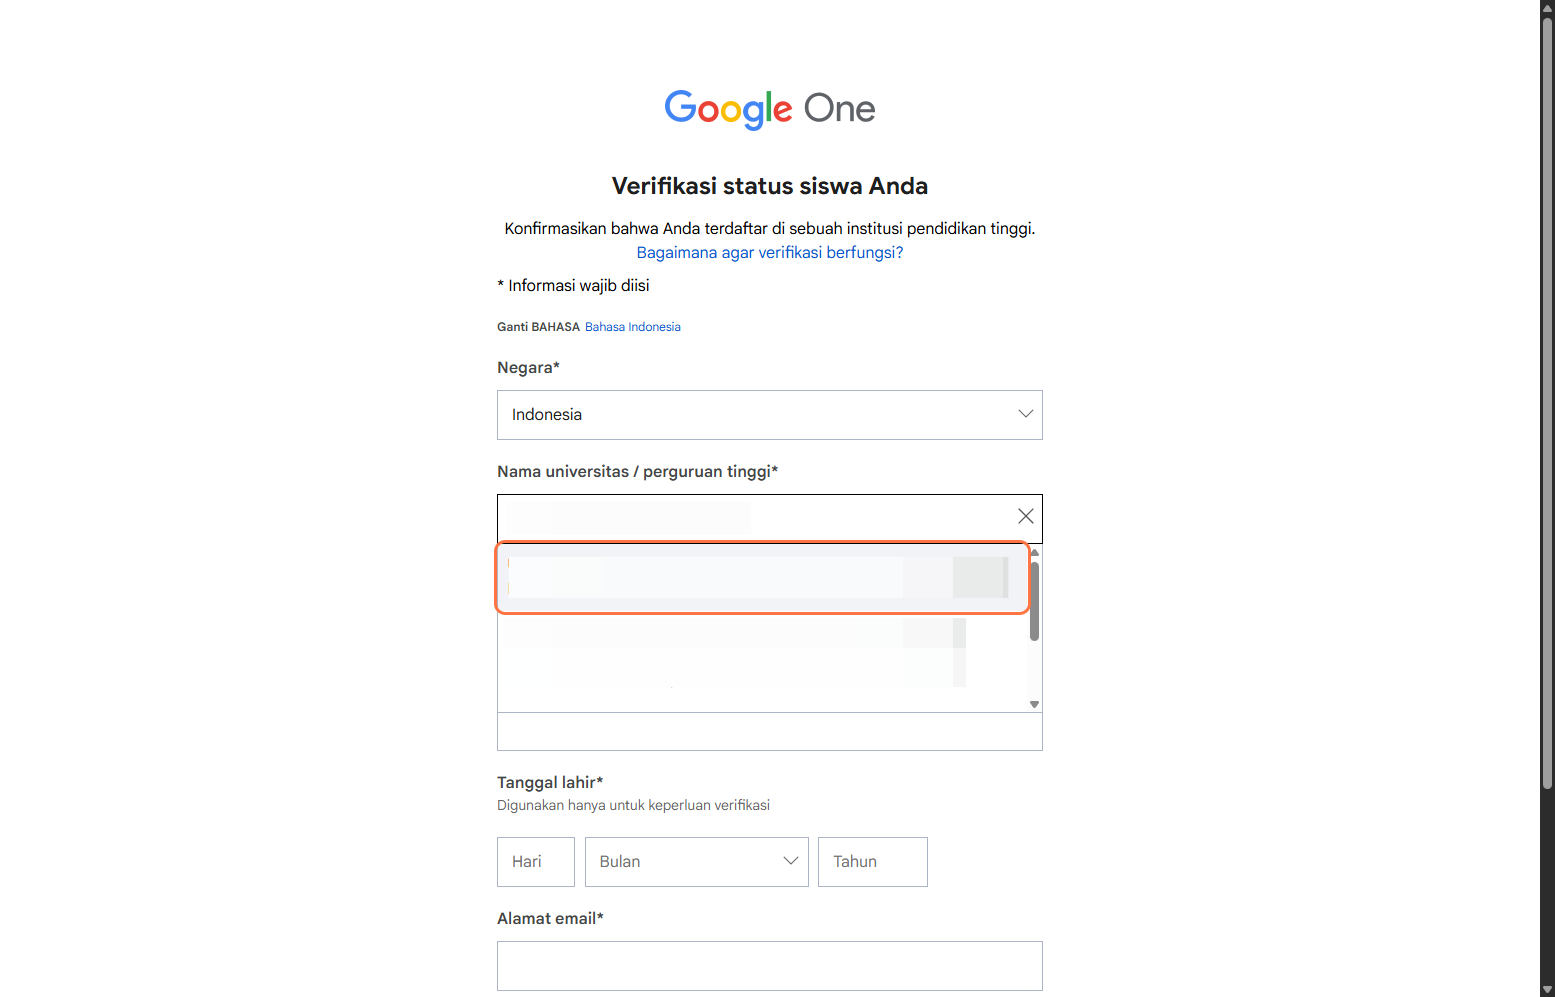 Google One
Verifikasi status siswa Anda
Konfirmasikan bahwa Anda terdaftar di sebuah institusi pendidikan tinggi.
Bagaimana agar verifikasi berfungsi?
* Informasi wajib diisi
Ganti BAHASA Bahasa Indonesia
Negara*
Indonesia
Nama universitas / perguruan tinggi*
Tanggal lahir*
Digunakan hanya untuk keperluan verifikasi
Hari Bulan Tahun
Alamat email*